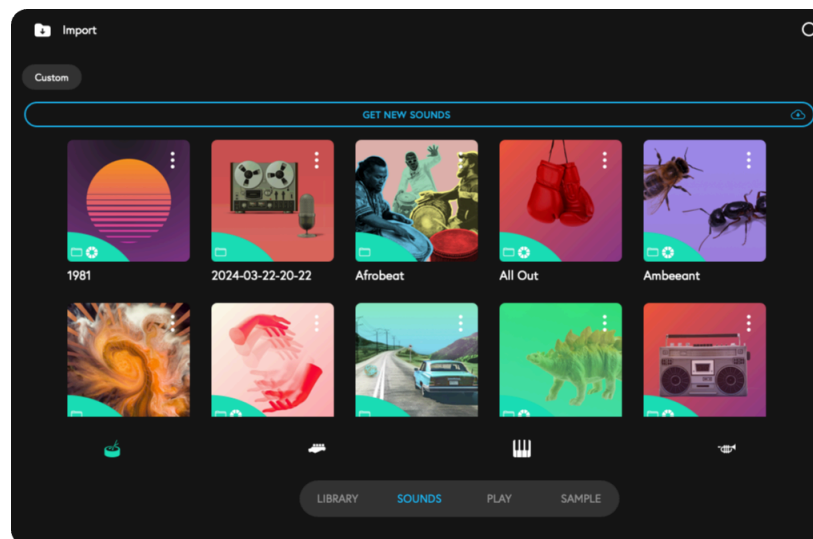 Import
Custom
GET NEW SOUNDS
1981
2024-03-22-20-22
Afrobeat
All Out
Ambeeant
LIBRARY
SOUNDS
PLAY
SAMPLE